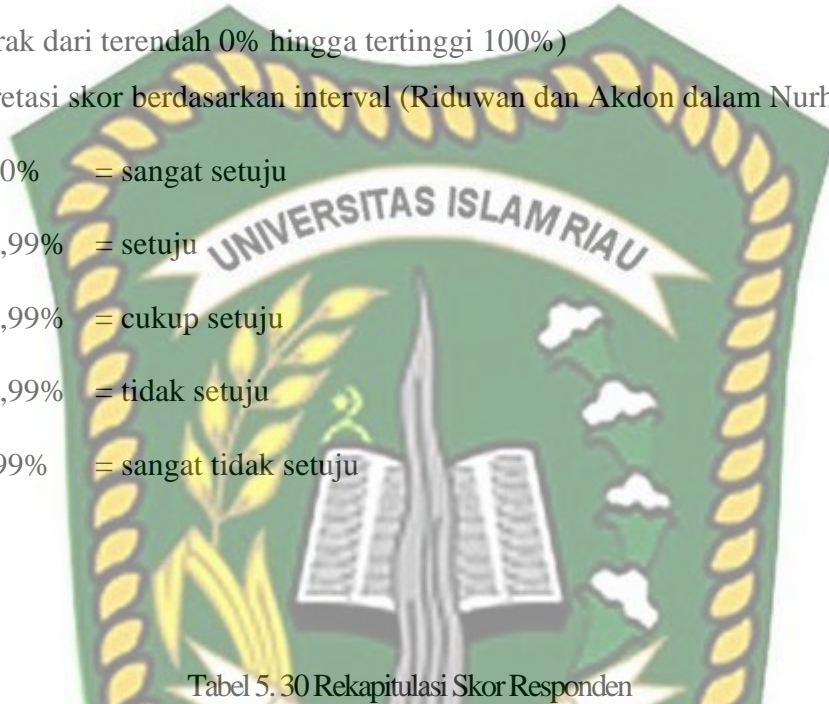 rak dari terendah 0% hingga tertinggi 100%)
retasi skor berdasarkan interval (Riduwan dan Akdon dalam Nurh
0% = sangat setuju
,99% = setuju
UNIVERSITAS ISLAM RIAU
,99% = cukup setuju
,99% = tidak setuju
99% = sangat tidak setuju
Tabel 5. 30 Rekapitulasi Skor Responden